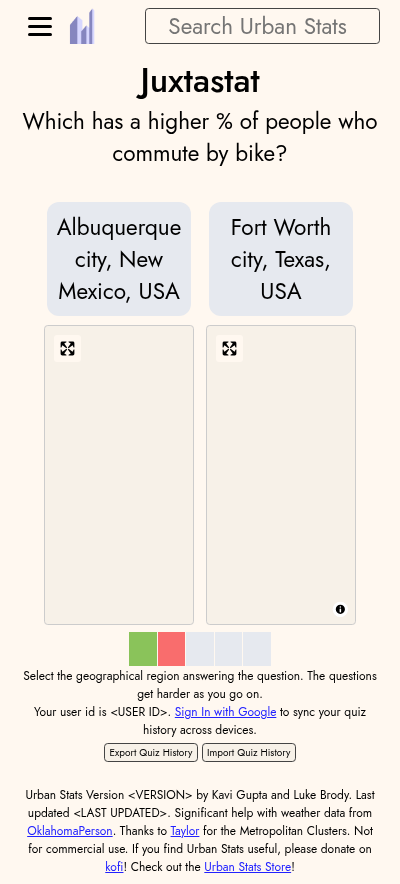 Search Urban Stats
Juxtastat
Which has a higher % of people who
commute by bike?
Albuquerque
city, New
Mexico, USA
Fort Worth
city, Texas,
USA
Select the geographical region answering the question. The questions
get harder as you go on.
Your user id is <USER ID>. Sign In with Google to sync your quiz
history across devices.
Export Quiz History
Import Quiz History
Urban Stats Version <VERSION> by Kavi Gupta and Luke Brody. Last
updated <LAST UPDATED>. Significant help with weather data from
OklahomaPerson. Thanks to Taylor for the Metropolitan Clusters. Not
for commercial use. If you find Urban Stats useful, please donate on
kofi! Check out the Urban Stats Store!